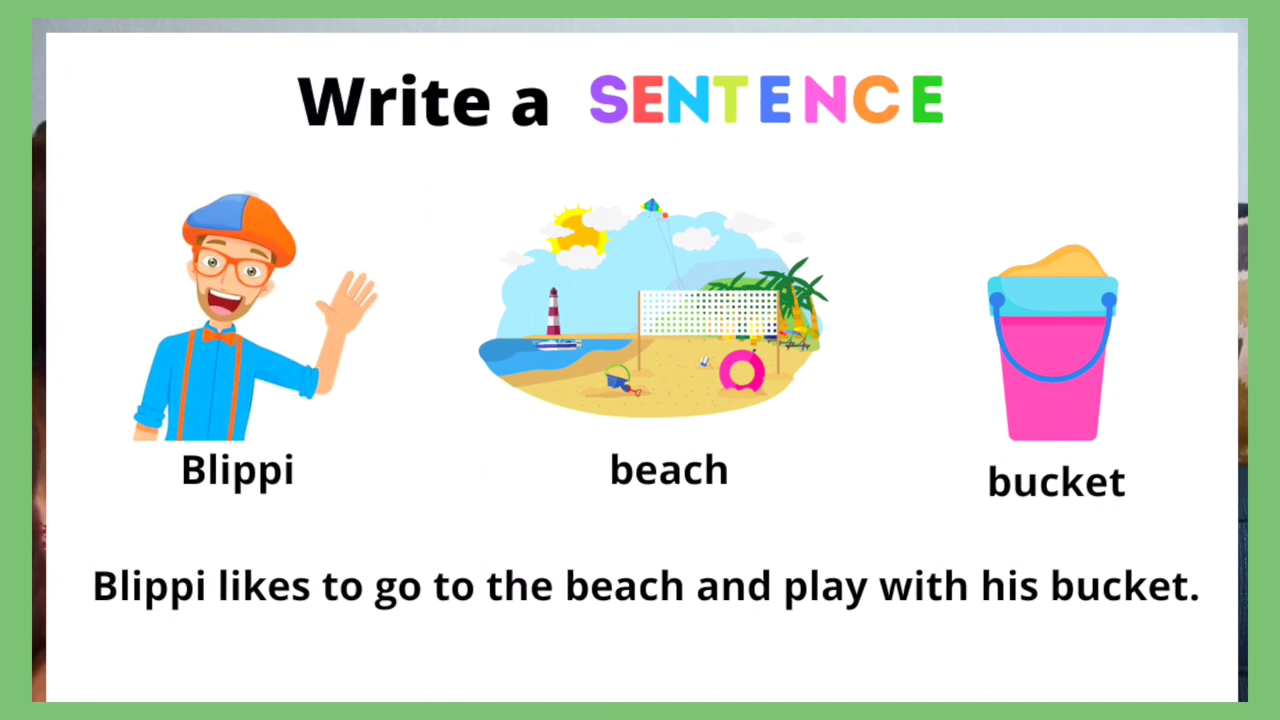 Write a SENTENCE
Blippi
beach
bucket
Blippi likes to go to the beach and play with his bucket.